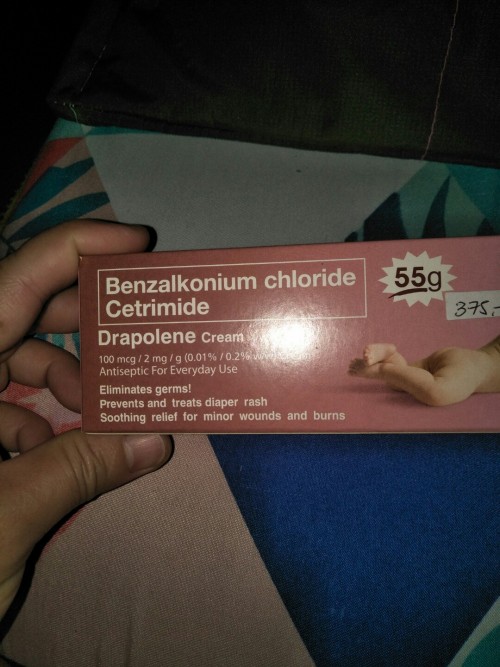 Benzalkonium chloride
Cetrimide
55g
375,-
Drapolene Cream
100 mcg / 2 mg / g (0.01% / 0.2%
Antiseptic For Everyday Use
Eliminates germs!
Prevents and treats diaper rash
Soothing relief for minor wounds and burns